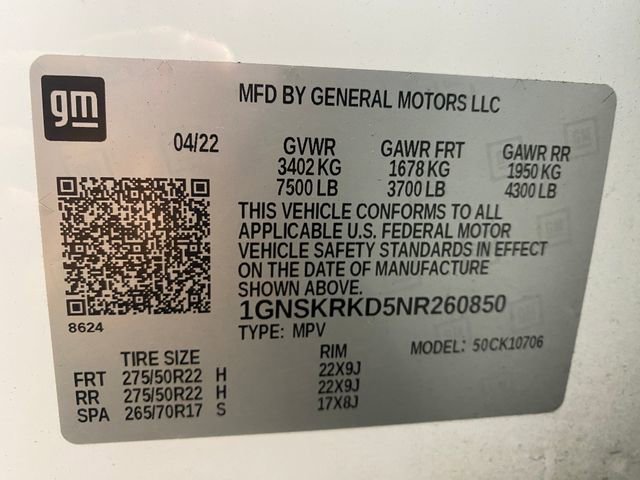 gm
MFD BY GENERAL MOTORS LLC
04/22 GVWR GAWR FRT GAWR RR
3402 KG 1678 KG 1950 KG
7500 LB 3700 LB 4300 LB
THIS VEHICLE CONFORMS TO ALL
APPLICABLE U.S. FEDERAL MOTOR
VEHICLE SAFETY STANDARDS IN EFFECT
ON THE DATE OF MANUFACTURE
SHOWN ABOVE.
8624
1GNSKRKD5NR260850
TYPE: MPV MODEL: 50CK10706
TIRE SIZE RIM
FRT 275/50R22 H 22X9J
RR 275/50R22 H 22X9J
SPA 265/70R17 S 17X8J